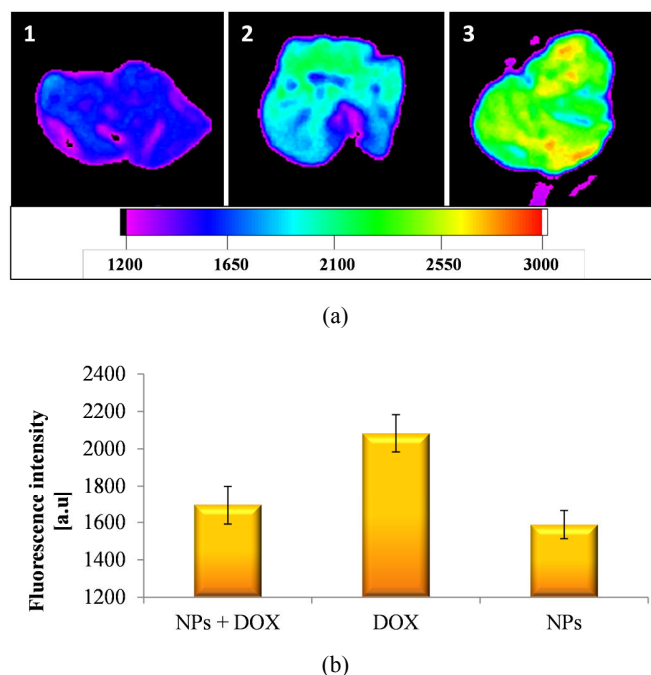 1 2 3
1200 1650 2100 2550 3000
(a)
2400
2200
2000
1800
1600
1400
1200
Fluorescence intensity
[a.u]
NPs + DOX DOX NPs
(b)